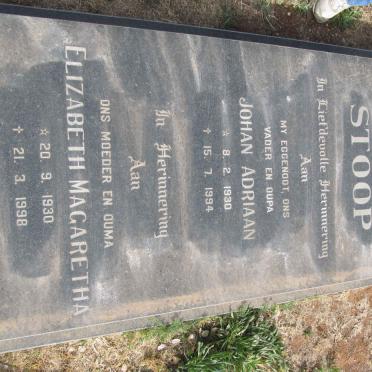 STOOP
In Liefdevolle Herinnering
Aan
MY EGGENOOT, ONS
VADER EN OUPA
JOHAN ADRIAAN
☆ 8. 2. 1930
✝ 15. 7. 1994
In Herinnering
Aan
ONS MOEDER EN OUMA
ELIZABETH MAGARETHA
☆ 20. 9. 1930
✝ 21. 3. 1998